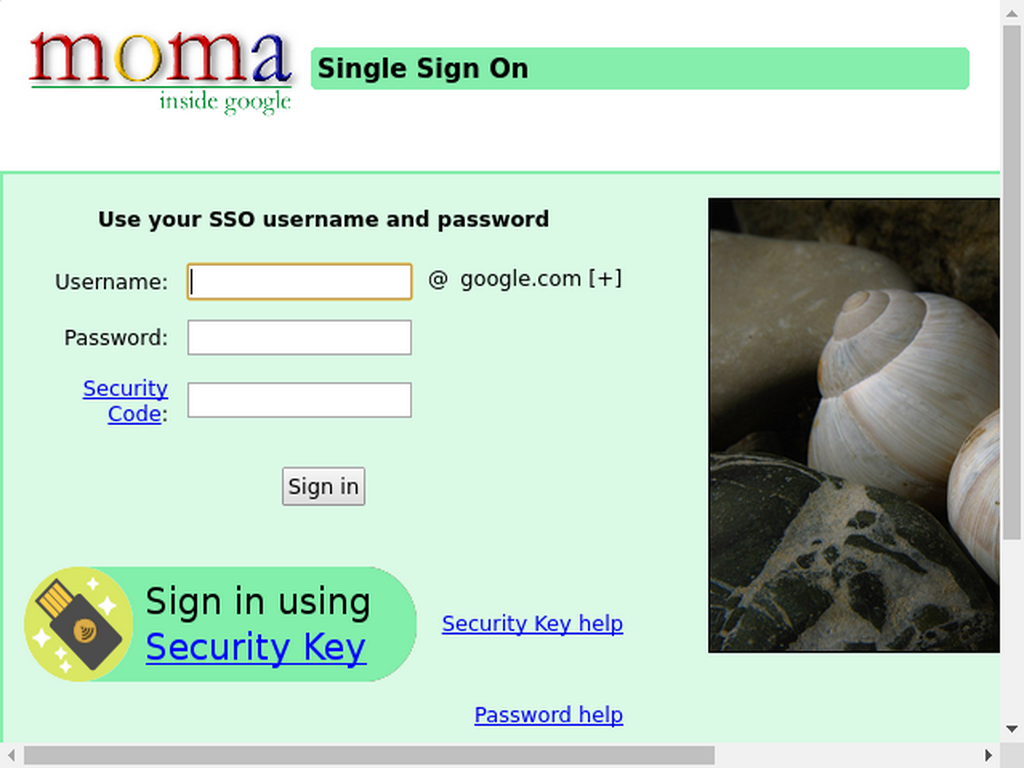 moma
inside google
Single Sign On
Use your SSO username and password
Username:
@ google.com [+]
Password:
Security
Code:
Sign in
Sign in using
Security Key
Security Key help
Password help